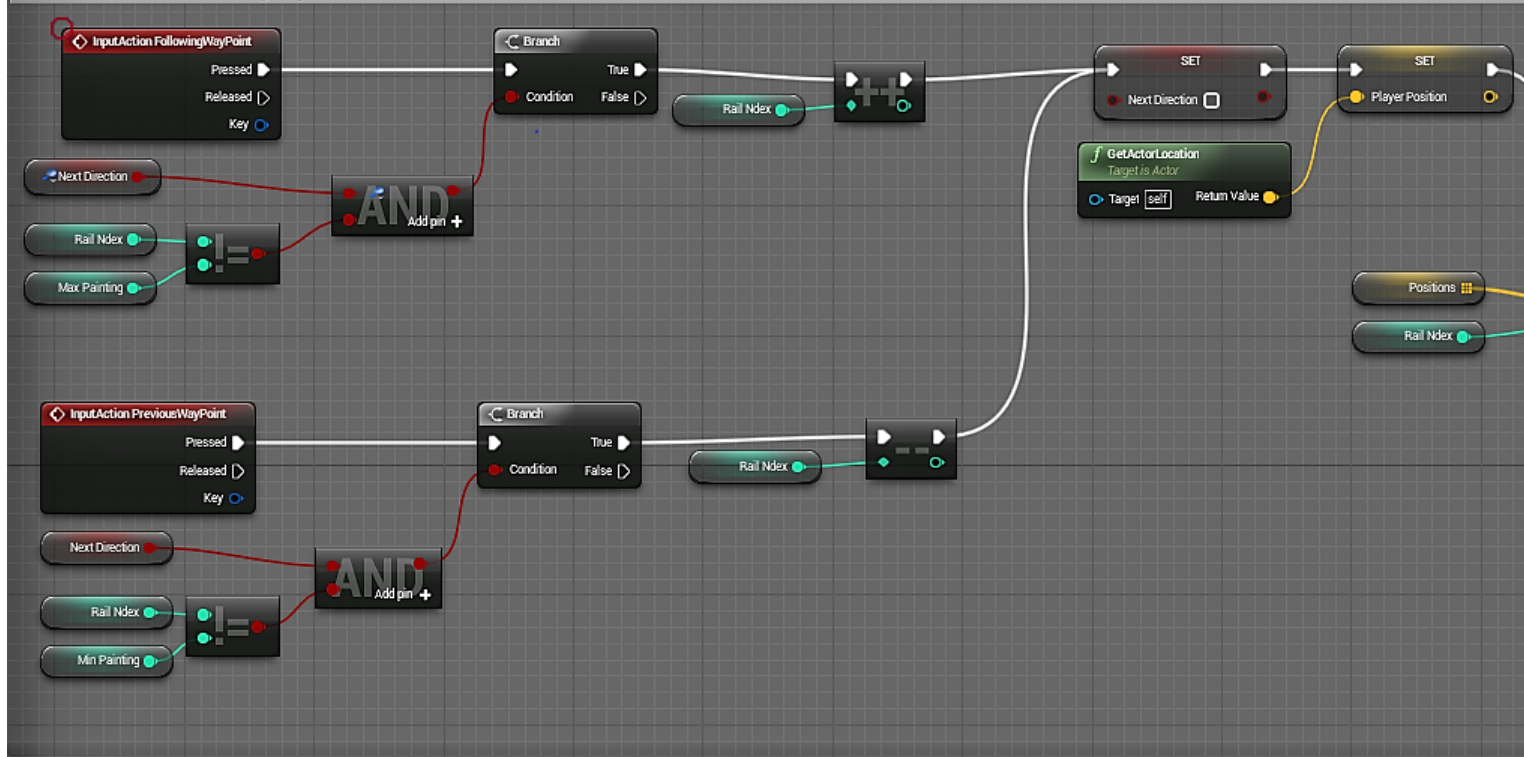 InputAction FollowingWayPoint
Pressed
Released
Key
Branch
True
Condition
False
Rail Ndex
++
SET
Next Direction
SET
Player Position
GetActorLocation
Target is Actor
Target self
Return Value
Next Direction
AND
Add pin +
Rail Ndex
!=
Max Painting
Positions
Rail Ndex
InputAction PreviousWayPoint
Pressed
Released
Key
Branch
True
Condition
False
Rail Ndex
--
Next Direction
AND
Add pin +
Rail Ndex
!=
Min Painting